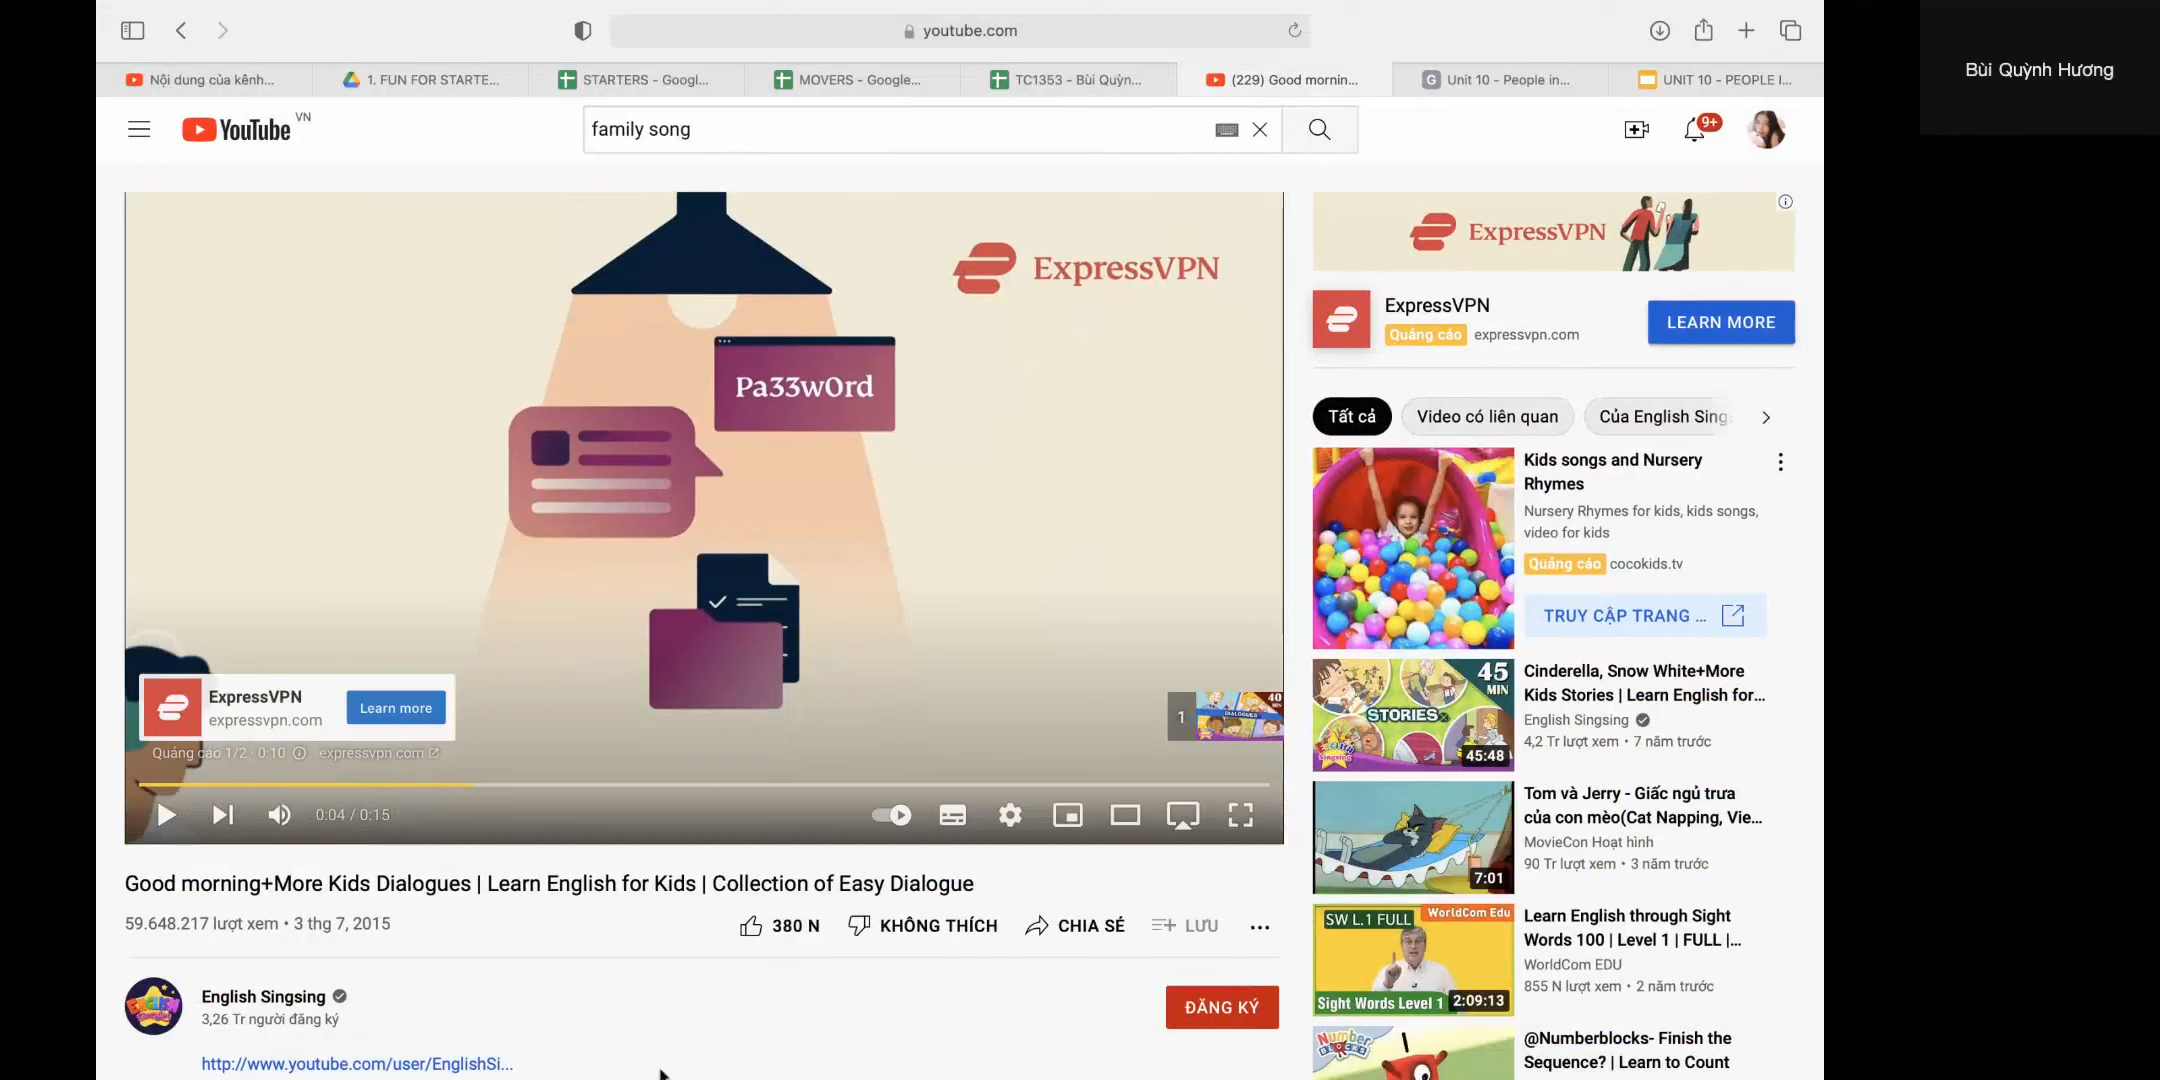 youtube.com
Bùi Quỳnh Hương
Nội dung của kênh...
1. FUN FOR STARTE...
STARTERS - Googl...
MOVERS - Google...
TC1353 - Bùi Quỳn...
(229) Good mornin...
Unit 10 - People in...
UNIT 10 - PEOPLE I...
YouTube VN
family song
9+
ExpressVPN
Pa33w0rd
ExpressVPN
expressvpn.com
Learn more
Quảng cáo 1/2 · 0:10
expressvpn.com
1
40
DIALOGUES
0:04 / 0:15
Good morning+More Kids Dialogues | Learn English for Kids | Collection of Easy Dialogue
59.648.217 lượt xem • 3 thg 7, 2015
380 N
KHÔNG THÍCH
CHIA SẺ
LƯU
English Singsing
3,26 Tr người đăng ký
ĐĂNG KÝ
http://www.youtube.com/user/EnglishSi...
ExpressVPN
ExpressVPN
Quảng cáo expressvpn.com
LEARN MORE
Tất cả
Video có liên quan
Của English Sing
Kids songs and Nursery
Rhymes
Nursery Rhymes for kids, kids songs,
video for kids
Quảng cáo cocokids.tv
TRUY CẬP TRANG ...
45
MIN
STORIES
45:48
Cinderella, Snow White+More
Kids Stories | Learn English for...
English Singsing
4,2 Tr lượt xem • 7 năm trước
7:01
Tom và Jerry - Giấc ngủ trưa
của con mèo(Cat Napping, Vie...
MovieCon Hoạt hình
90 Tr lượt xem • 3 năm trước
SW L.1 FULL
WorldCom Edu
Sight Words Level 1
2:09:13
Learn English through Sight
Words 100 | Level 1 | FULL |...
WorldCom EDU
855 N lượt xem • 2 năm trước
Number
BLOCKS
@Numberblocks- Finish the
Sequence? | Learn to Count